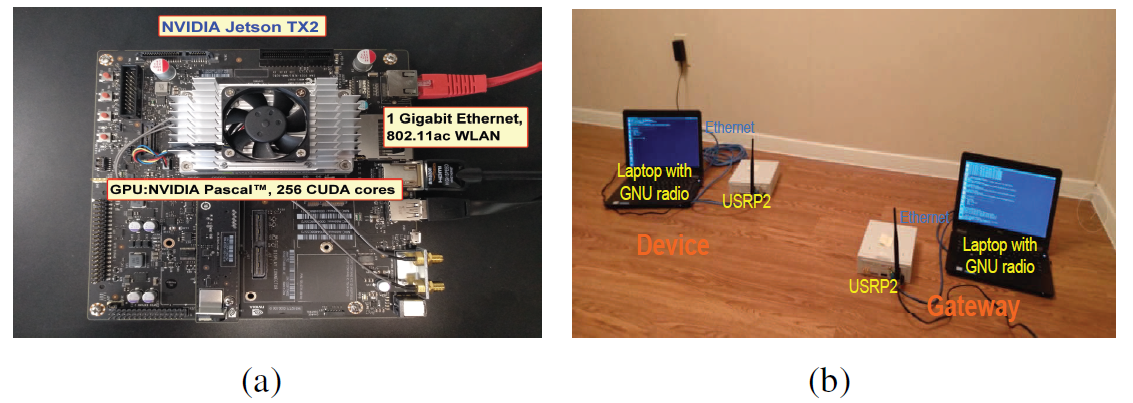 NVIDIA Jetson TX2
1 Gigabit Ethernet,
802.11ac WLAN
GPU:NVIDIA Pascal™, 256 CUDA cores
(a)
Ethernet
Laptop with
GNU radio
USRP2
Device
Ethernet
Laptop with
GNU radio
USRP2
Gateway
(b)